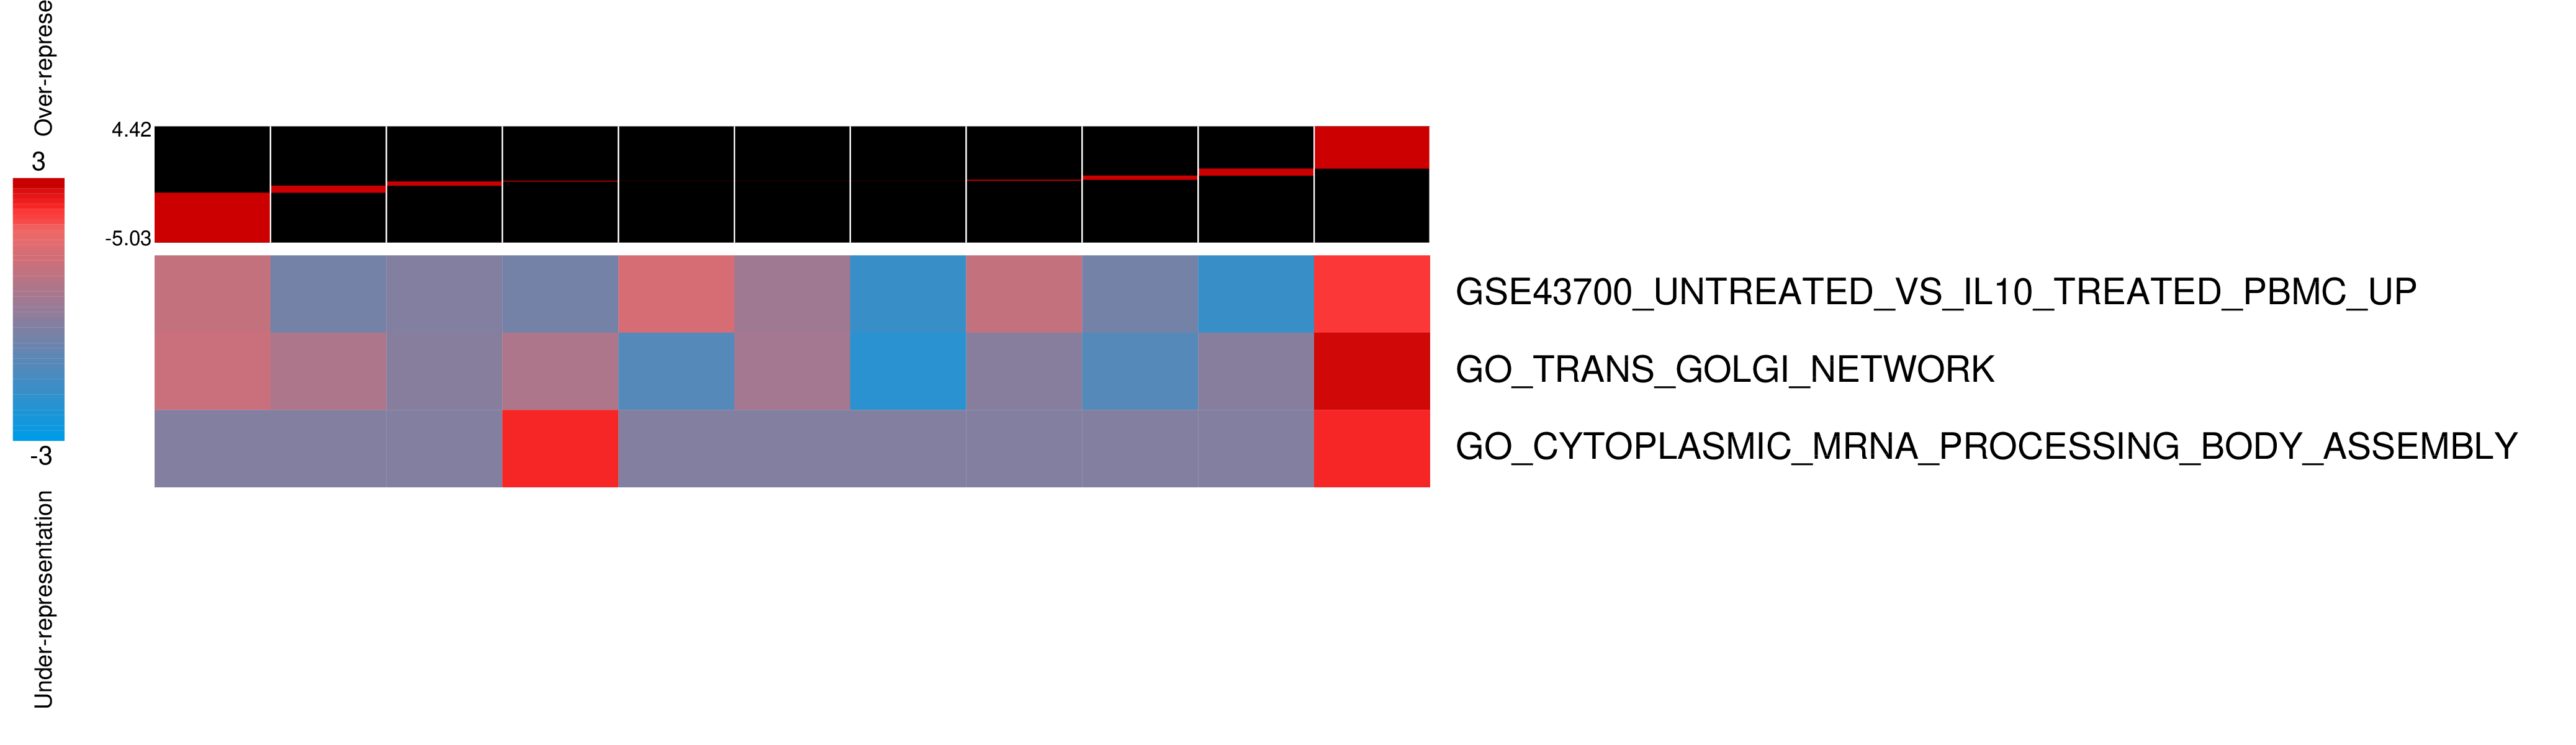 Over-represe
3
-3
Under-representation
4.42
-5.03
GSE43700_UNTREATED_VS_IL10_TREATED_PBMC_UP
GO_TRANS_GOLGI_NETWORK
GO_CYTOPLASMIC_MRNA_PROCESSING_BODY_ASSEMBLY